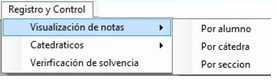 Registro y Control
Visualización de notas
Catedraticos
Verificación de solvencia
Por alumno
Por cátedra
Por seccion